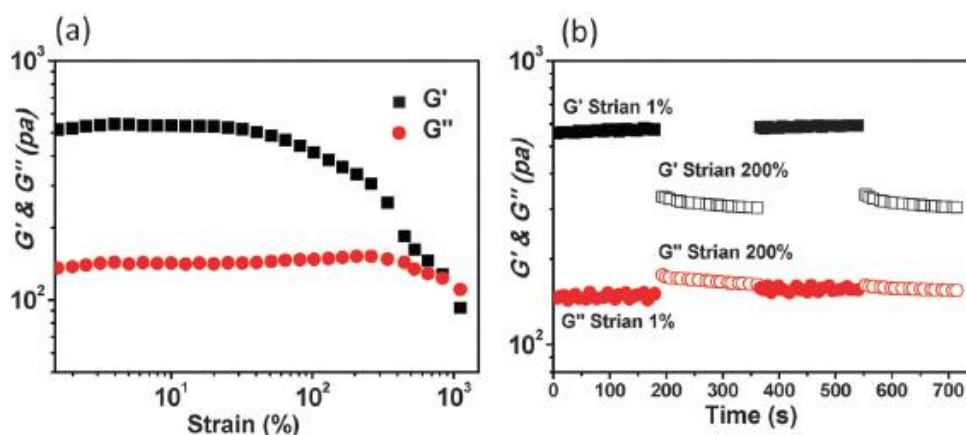 (a)
10³
10²
G' & G'' (pa)
G'
G''
10¹ 10² 10³
Strain (%)
(b)
10³
10²
G' & G'' (pa)
G' Strian 1%
G' Strian 200%
G'' Strian 200%
G'' Strian 1%
0 100 200 300 400 500 600 700
Time (s)